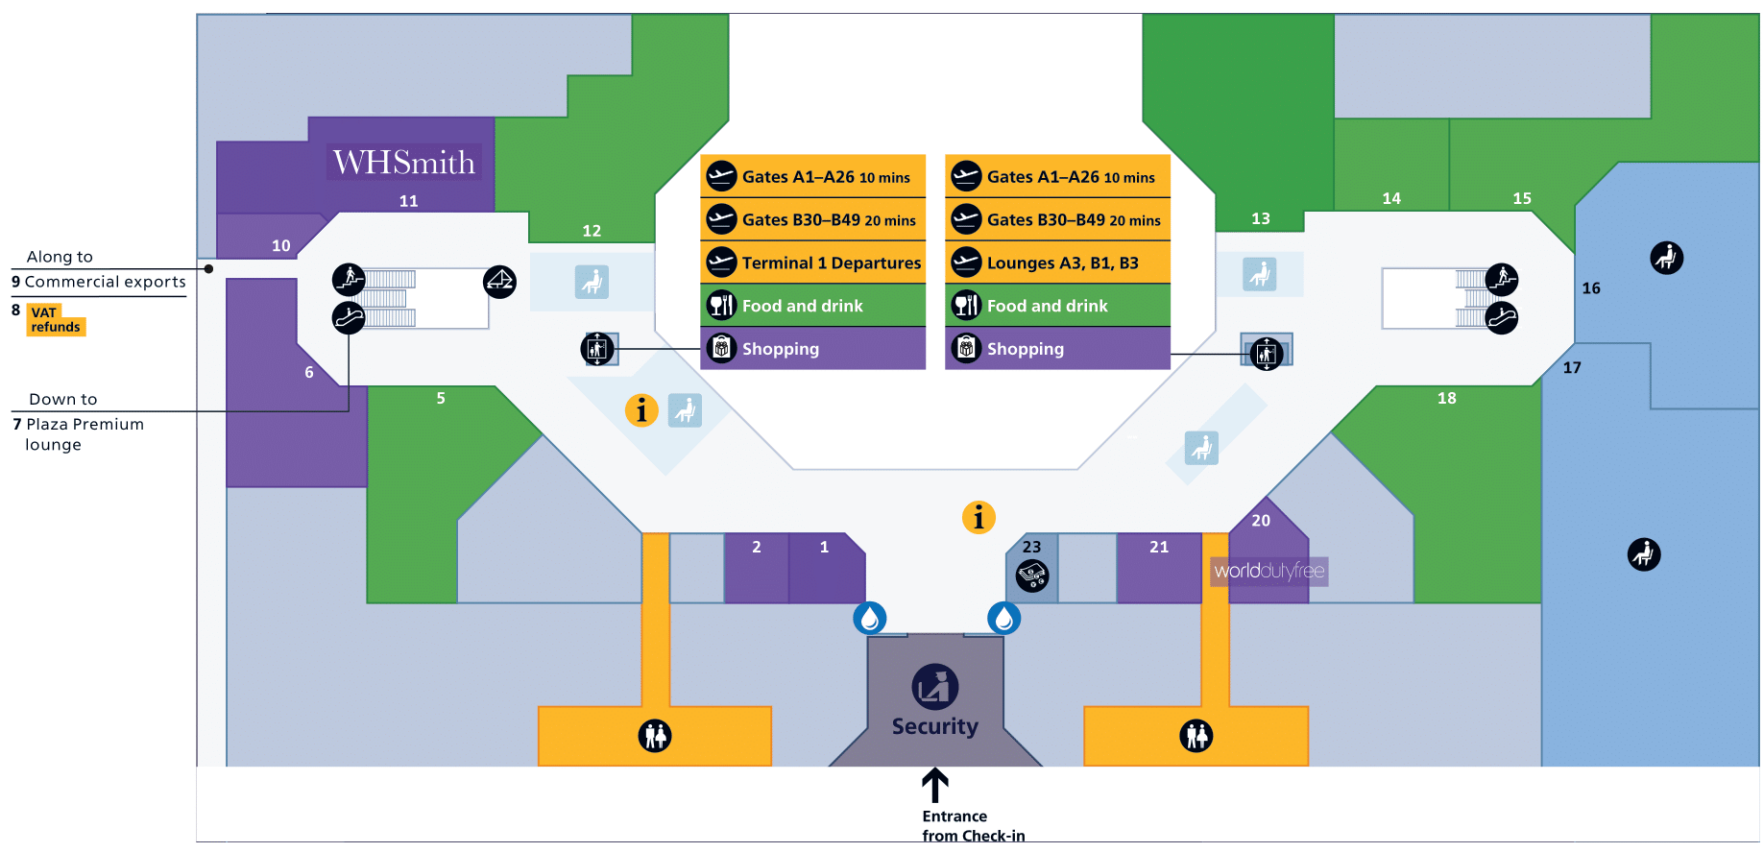 WHSmith
11
10
12
13
14
15
Gates A1–A26 10 mins
Gates B30–B49 20 mins
Terminal 1 Departures
Food and drink
Shopping
Gates A1–A26 10 mins
Gates B30–B49 20 mins
Lounges A3, B1, B3
Food and drink
Shopping
Along to
9 Commercial exports
8 VAT
refunds
16
17
6
5
18
Down to
7 Plaza Premium
lounge
i
i
2
1
23
21
20
worlddutyfree
Security
Entrance
from Check-in